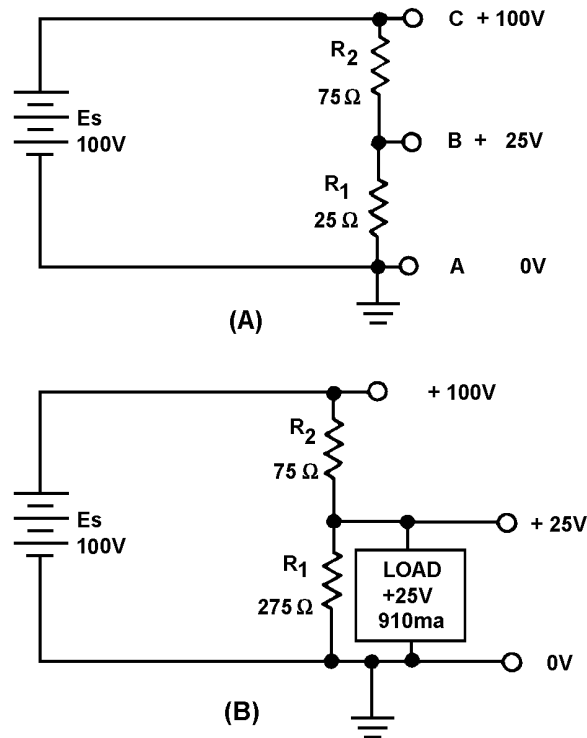 C + 100V
R2
75 Ω
Es
100V
B + 25V
R1
25 Ω
A 0V
(A)
+ 100V
R2
75 Ω
Es
100V
+ 25V
R1
275 Ω
LOAD
+25V
910ma
0V
(B)